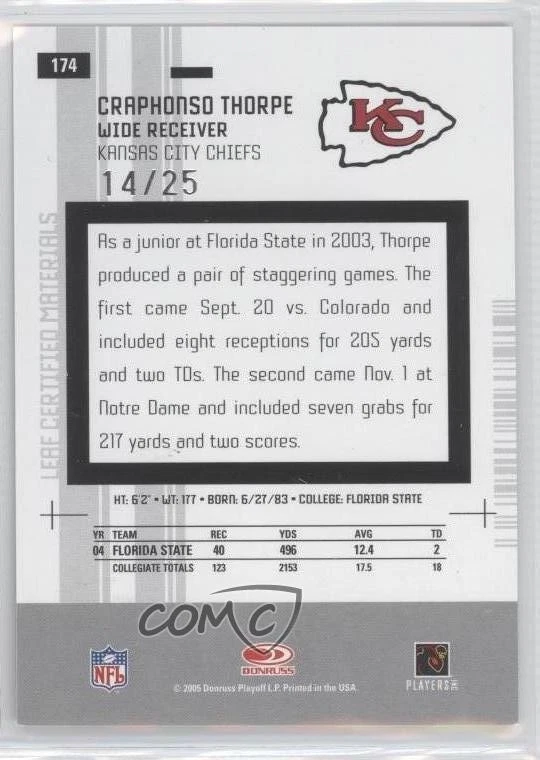 174
CRAPHONSO THORPE
WIDE RECEIVER
KANSAS CITY CHIEFS
14/25
KC
LEAF CERTIFIED MATERIALS
As a junior at Florida State in 2003, Thorpe
produced a pair of staggering games. The
first came Sept. 20 vs. Colorado and
included eight receptions for 205 yards
and two TDs. The second came Nov. 1 at
Notre Dame and included seven grabs for
217 yards and two scores.
HT: 6'2" • WT: 177 • BORN: 6/27/83 • COLLEGE: FLORIDA STATE
YR TEAM REC YDS AVG TD
04 FLORIDA STATE 40 496 12.4 2
COLLEGIATE TOTALS 123 2153 17.5 18
COMC
NFL
DONRUSS
PLAYERS INC
© 2005 Donruss Playoff L.P. Printed in the USA.